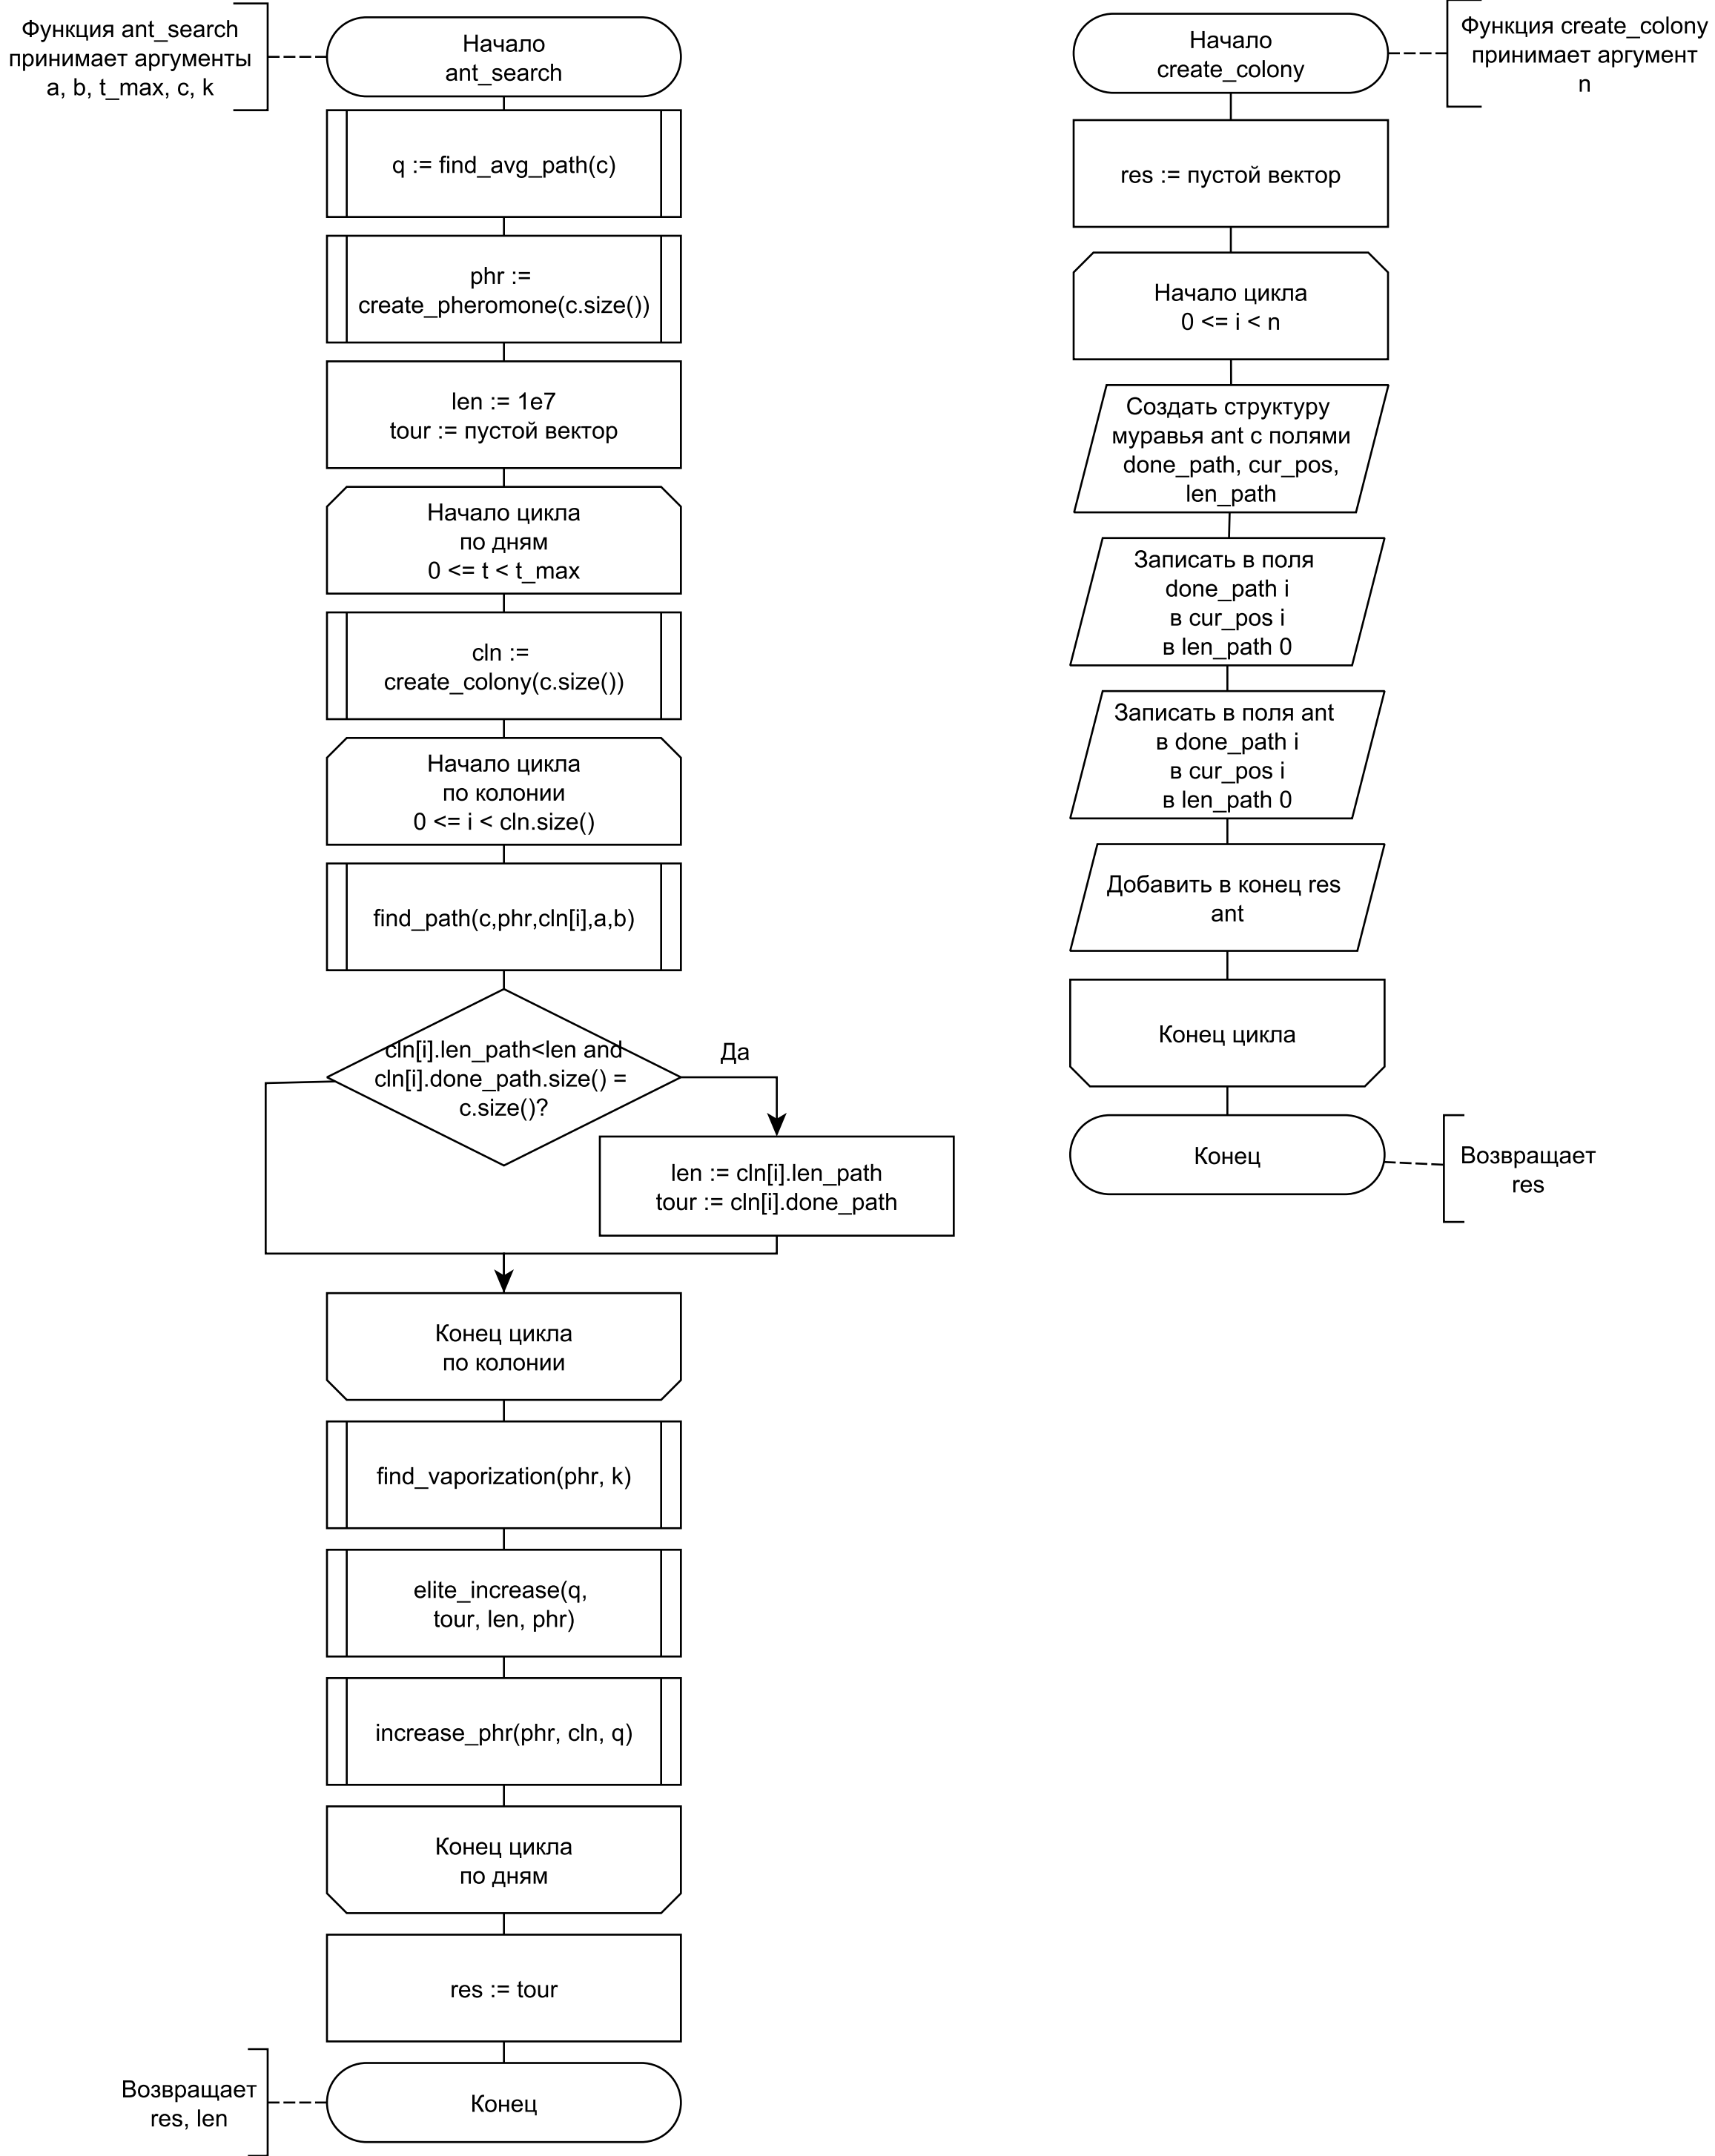 Функция ant_search
принимает аргументы
a, b, t_max, c, k
Начало
ant_search
q := find_avg_path(c)
phr :=
create_pheromone(c.size())
len := 1e7
tour := пустой вектор
Начало цикла
по дням
0 <= t < t_max
cln :=
create_colony(c.size())
Начало цикла
по колонии
0 <= i < cln.size()
find_path(c,phr,cln[i],a,b)
cln[i].len_path<len and
cln[i].done_path.size() =
c.size()?
Да
len := cln[i].len_path
tour := cln[i].done_path
Конец цикла
по колонии
find_vaporization(phr, k)
elite_increase(q,
tour, len, phr)
increase_phr(phr, cln, q)
Конец цикла
по дням
res := tour
Возвращает
res, len
Конец
Начало
create_colony
Функция create_colony
принимает аргумент
n
res := пустой вектор
Начало цикла
0 <= i < n
Создать структуру
муравья ant с полями
done_path, cur_pos,
len_path
Записать в поля
done_path i
в cur_pos i
в len_path 0
Записать в поля ant
в done_path i
в cur_pos i
в len_path 0
Добавить в конец res
ant
Конец цикла
Конец
Возвращает
res